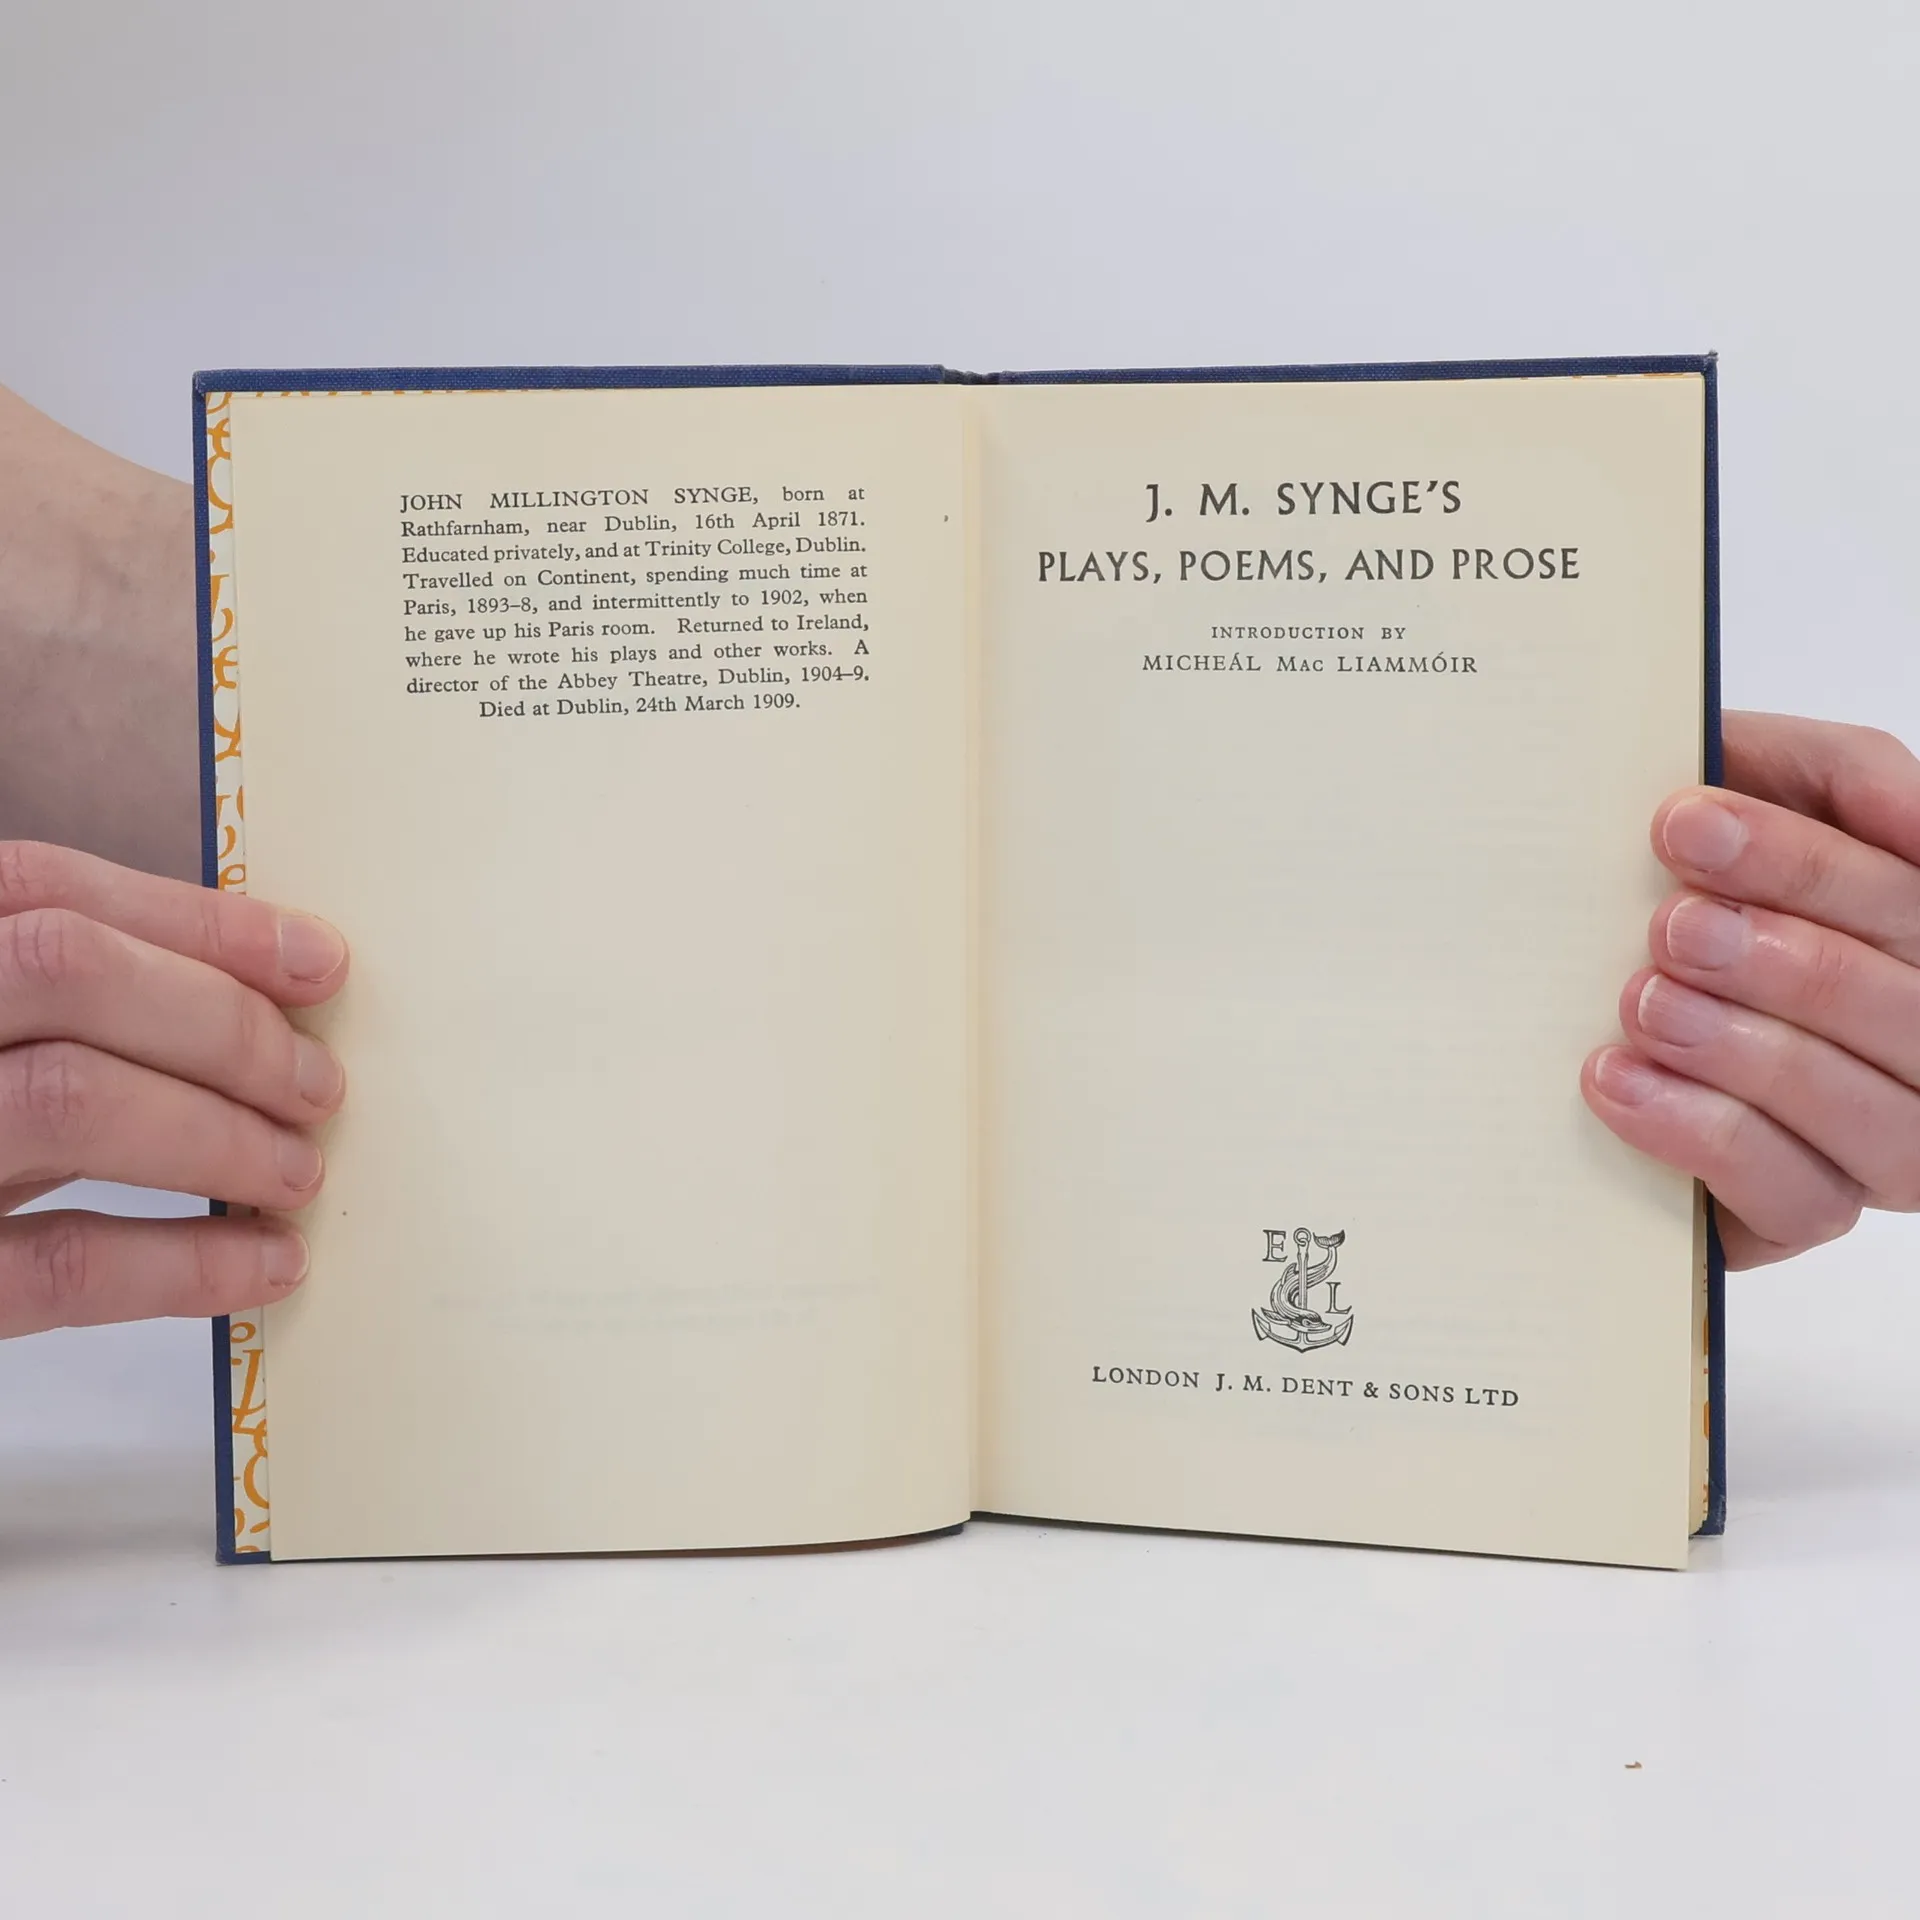 JOHN MILLINGTON SYNGE, born at
Rathfarnham, near Dublin, 16th April 1871.
Educated privately, and at Trinity College, Dublin.
Travelled on Continent, spending much time at
Paris, 1893–8, and intermittently to 1902, when
he gave up his Paris room. Returned to Ireland,
where he wrote his plays and other works. A
director of the Abbey Theatre, Dublin, 1904–9.
Died at Dublin, 24th March 1909.
J. M. SYNGE'S
PLAYS, POEMS, AND PROSE
INTRODUCTION BY
MICHEÁL MAC LIAMMÓIR
E
L
LONDON J. M. DENT & SONS LTD